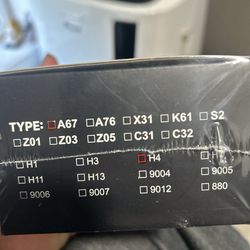 TYPE: □A67 □A76 □X31 □K61 □S2
□Z01 □Z03 □Z05 □C31 □C32
□H1 □H3 □H4 □9005
□H11 □H13 □9004 □880
□9006 □9007 □9012